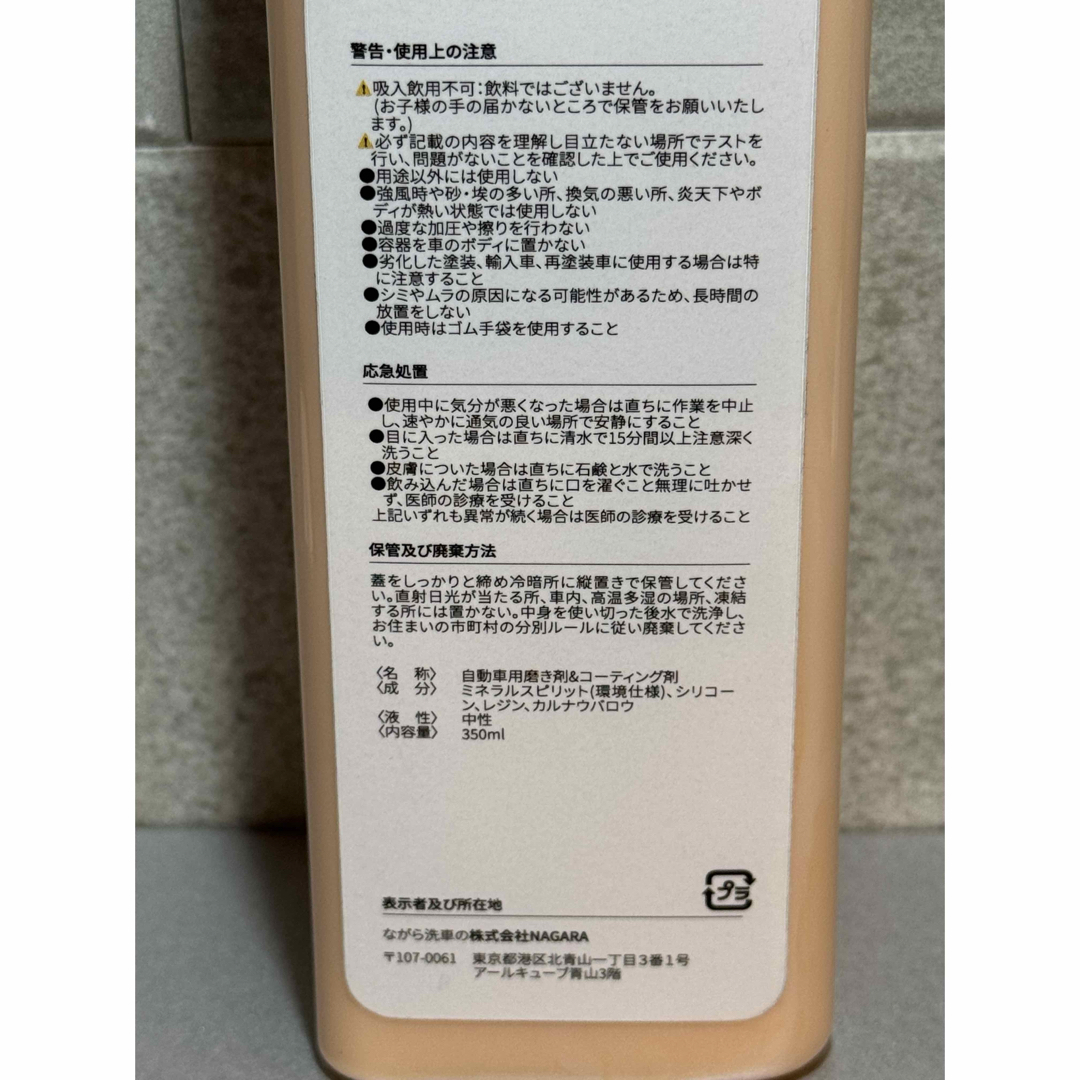 警告・使用上の注意
⚠吸入飲用不可:飲料ではございません。
(お子様の手の届かないところで保管をお願いいたし
ます。)
⚠必ず記載の内容を理解し目立たない場所でテストを
行い、問題がないことを確認した上でご使用ください。
●用途以外には使用しない
●強風時や砂・埃の多い所、換気の悪い所、炎天下やボ
ディが熱い状態では使用しない
●過度な加圧や擦りを行わない
●容器を車のボディに置かない
●劣化した塗装、輸入車、再塗装車に使用する場合は特
に注意すること
●シミやムラの原因になる可能性があるため、長時間の
放置をしない
●使用時はゴム手袋を使用すること
応急処置
●使用中に気分が悪くなった場合は直ちに作業を中止
し、速やかに通気の良い場所で安静にすること
●目に入った場合は直ちに清水で15分間以上注意深く
洗うこと
●皮膚についた場合は直ちに石鹸と水で洗うこと
●飲み込んだ場合は直ちに口を濯ぐこと無理に吐かせ
ず、医師の診療を受けること
上記いずれも異常が続く場合は医師の診療を受けること
保管及び廃棄方法
蓋をしっかりと締め冷暗所に縦置きで保管してくださ
い。直射日光が当たる所、車内、高温多湿の場所、凍結
する所には置かない。中身を使い切った後水で洗浄し、
お住まいの市町村の分別ルールに従い廃棄してくださ
い。
〈名 称〉 自動車用磨き剤&コーティング剤
〈成 分〉 ミネラルスピリット(環境仕様)、シリコー
ン、レジン、カルナウバロウ
〈液 性〉 中性
〈内容量〉 350ml
プラ
表示者及び所在地
ながら洗車の株式会社NAGARA
〒107-0061 東京都港区北青山一丁目3番1号
アールキューブ青山3階